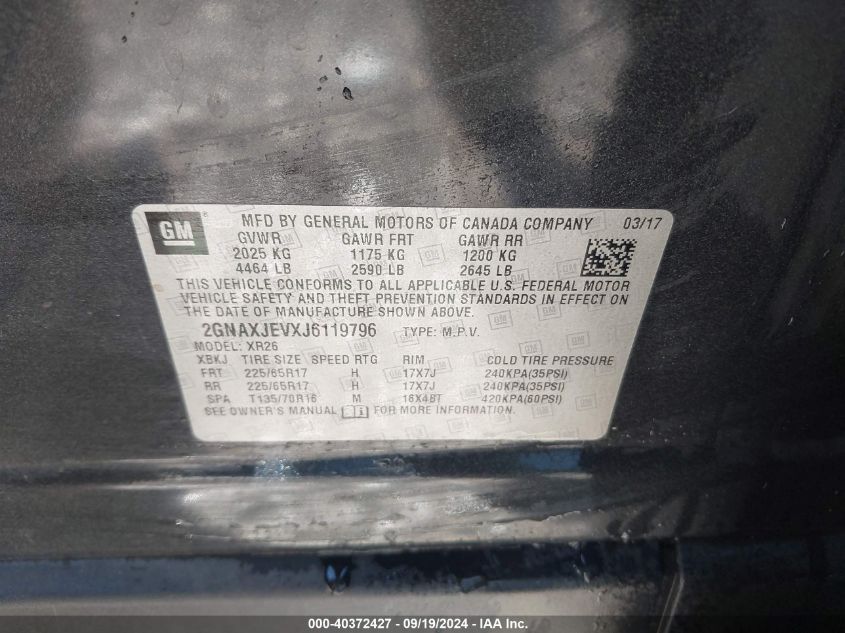 GM ® MFD BY GENERAL MOTORS OF CANADA COMPANY 03/17
GVWR GAWR FRT GAWR RR
2025 KG 1175 KG 1200 KG
4464 LB 2590 LB 2645 LB
THIS VEHICLE CONFORMS TO ALL APPLICABLE U.S. FEDERAL MOTOR
VEHICLE SAFETY AND THEFT PREVENTION STANDARDS IN EFFECT ON
THE DATE OF MANUFACTURE SHOWN ABOVE.
2GNAXJEVXJ6119796 TYPE: M.P.V.
MODEL: XR26
XBKJ TIRE SIZE SPEED RTG RIM COLD TIRE PRESSURE
FRT 225/65R17 H 17X7J 240KPA(35PSI)
RR 225/65R17 H 17X7J 240KPA(35PSI)
SPA T135/70R16 M 16X4BT 420KPA(60PSI)
SEE OWNER'S MANUAL i FOR MORE INFORMATION.
000-40372427 - 09/19/2024 - IAA Inc.